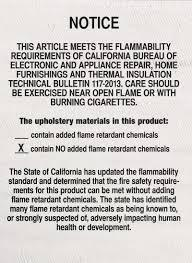 NOTICE
THIS ARTICLE MEETS THE FLAMMABILITY
REQUIREMENTS OF CALIFORNIA BUREAU OF
ELECTRONIC AND APPLIANCE REPAIR, HOME
FURNISHINGS AND THERMAL INSULATION
TECHNICAL BULLETIN 117-2013. CARE SHOULD
BE EXERCISED NEAR OPEN FLAME OR WITH
BURNING CIGARETTES.
The upholstery materials in this product:
___ contain added flame retardant chemicals
_X_ contain NO added flame retardant chemicals
The State of California has updated the flammability
standard and determined that the fire safety require-
ments for this product can be met without adding
flame retardant chemicals. The state has identified
many flame retardant chemicals as being known to,
or strongly suspected of, adversely impacting human
health or development.